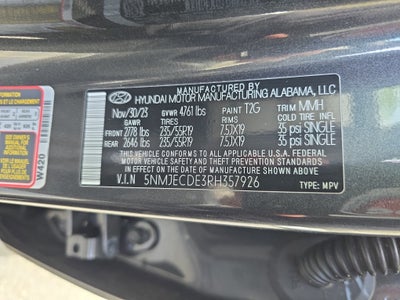 MANUFACTURED BY
HYUNDAI MOTOR MANUFACTURING ALABAMA, LLC
Nov/30/23 GVWR 4761 lbs PAINT T2G TRIM MMH
GAWR TIRES RIMS COLD TIRE INFL
FRONT 2778 lbs 235/55R19 7.5JX19 35 psi SINGLE
REAR 2646 lbs 235/55R19 7.5JX19 35 psi SINGLE
THIS VEHICLE CONFORMS TO ALL APPLICABLE U.S.A. FEDERAL
MOTOR VEHICLE SAFETY AND THEFT PREVENTION STANDARDS
IN EFFECT ON THE DATE OF MANUFACTURE SHOWN ABOVE.
V.I.N 5NMJECDE3RH357926 TYPE: MPV
W420